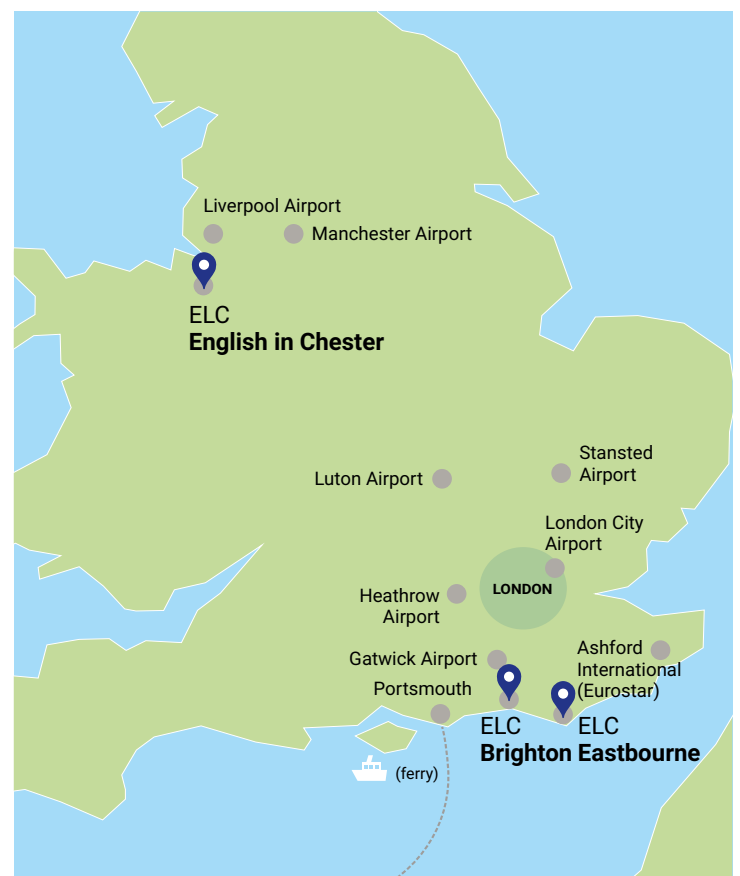 Liverpool Airport
Manchester Airport
ELC
English in Chester
Luton Airport
Stansted
Airport
London City
Airport
LONDON
Heathrow
Airport
Gatwick Airport
Ashford
International
(Eurostar)
Portsmouth
ELC
Brighton
ELC
Eastbourne
(ferry)